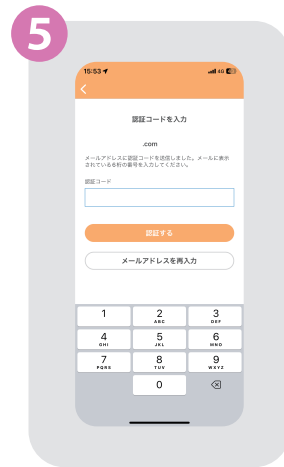 5
15:53 4G
認証コードを入力
.com
メールアドレスに認証コードを送信しました。メールに表示
されている6桁の番号を入力してください。
認証コード
認証する
メールアドレスを再入力
1 2 3
ABC DEF
4 5 6
GHI JKL MNO
7 8 9
PQRS TUV WXYZ
0